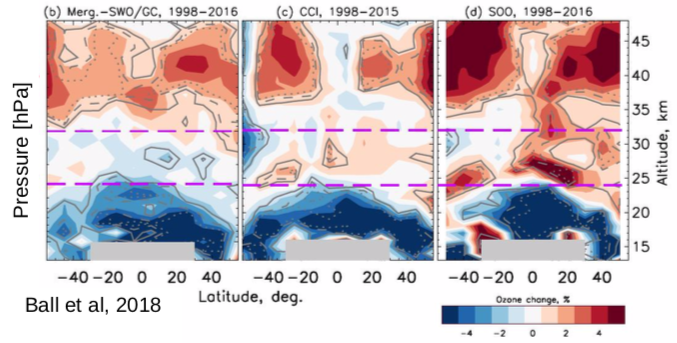 (b) Merg.-SWO/GC, 1998-2016
(c) CCI, 1998-2015
(d) SOO, 1998-2016
Pressure [hPa]
45
40
35
30
25
20
15
Altitude, km
-40 -20 0 20 40
-40 -20 0 20 40
-40 -20 0 20 40
Latitude, deg.
Ball et al, 2018
Ozone change, %
-4 -2 0 2 4